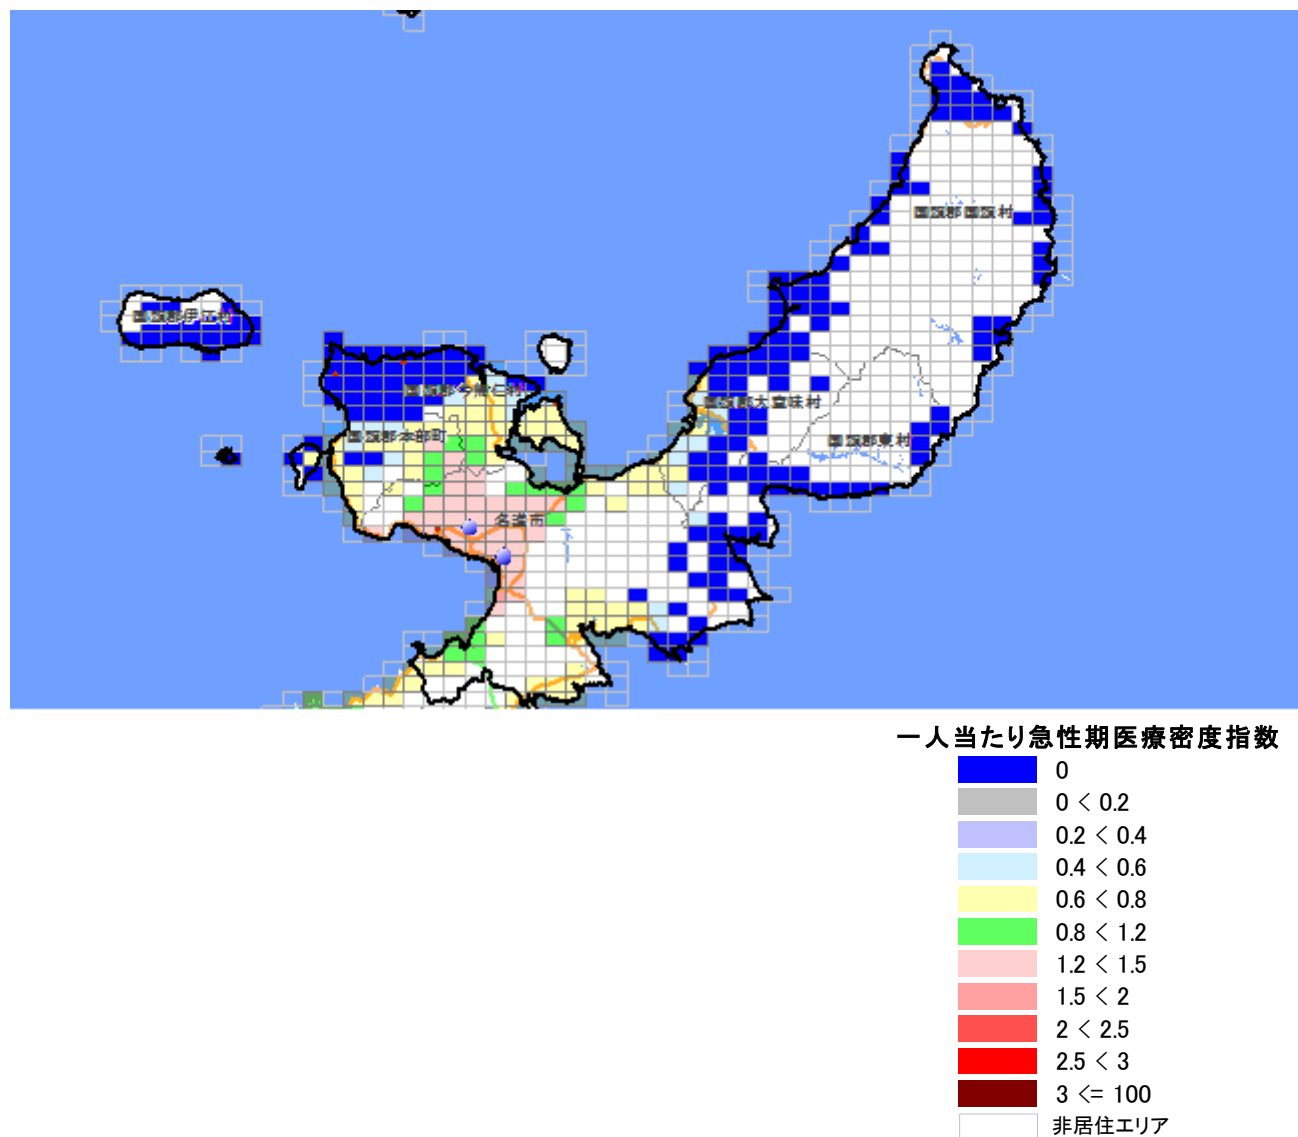 国頭郡国頭村
国頭郡伊江村
国頭郡今帰仁村
国頭郡大宜味村
国頭郡本部町
国頭郡東村
名護市
一人当たり急性期医療密度指数
0
0 < 0.2
0.2 < 0.4
0.4 < 0.6
0.6 < 0.8
0.8 < 1.2
1.2 < 1.5
1.5 < 2
2 < 2.5
2.5 < 3
3 <= 100
非居住エリア